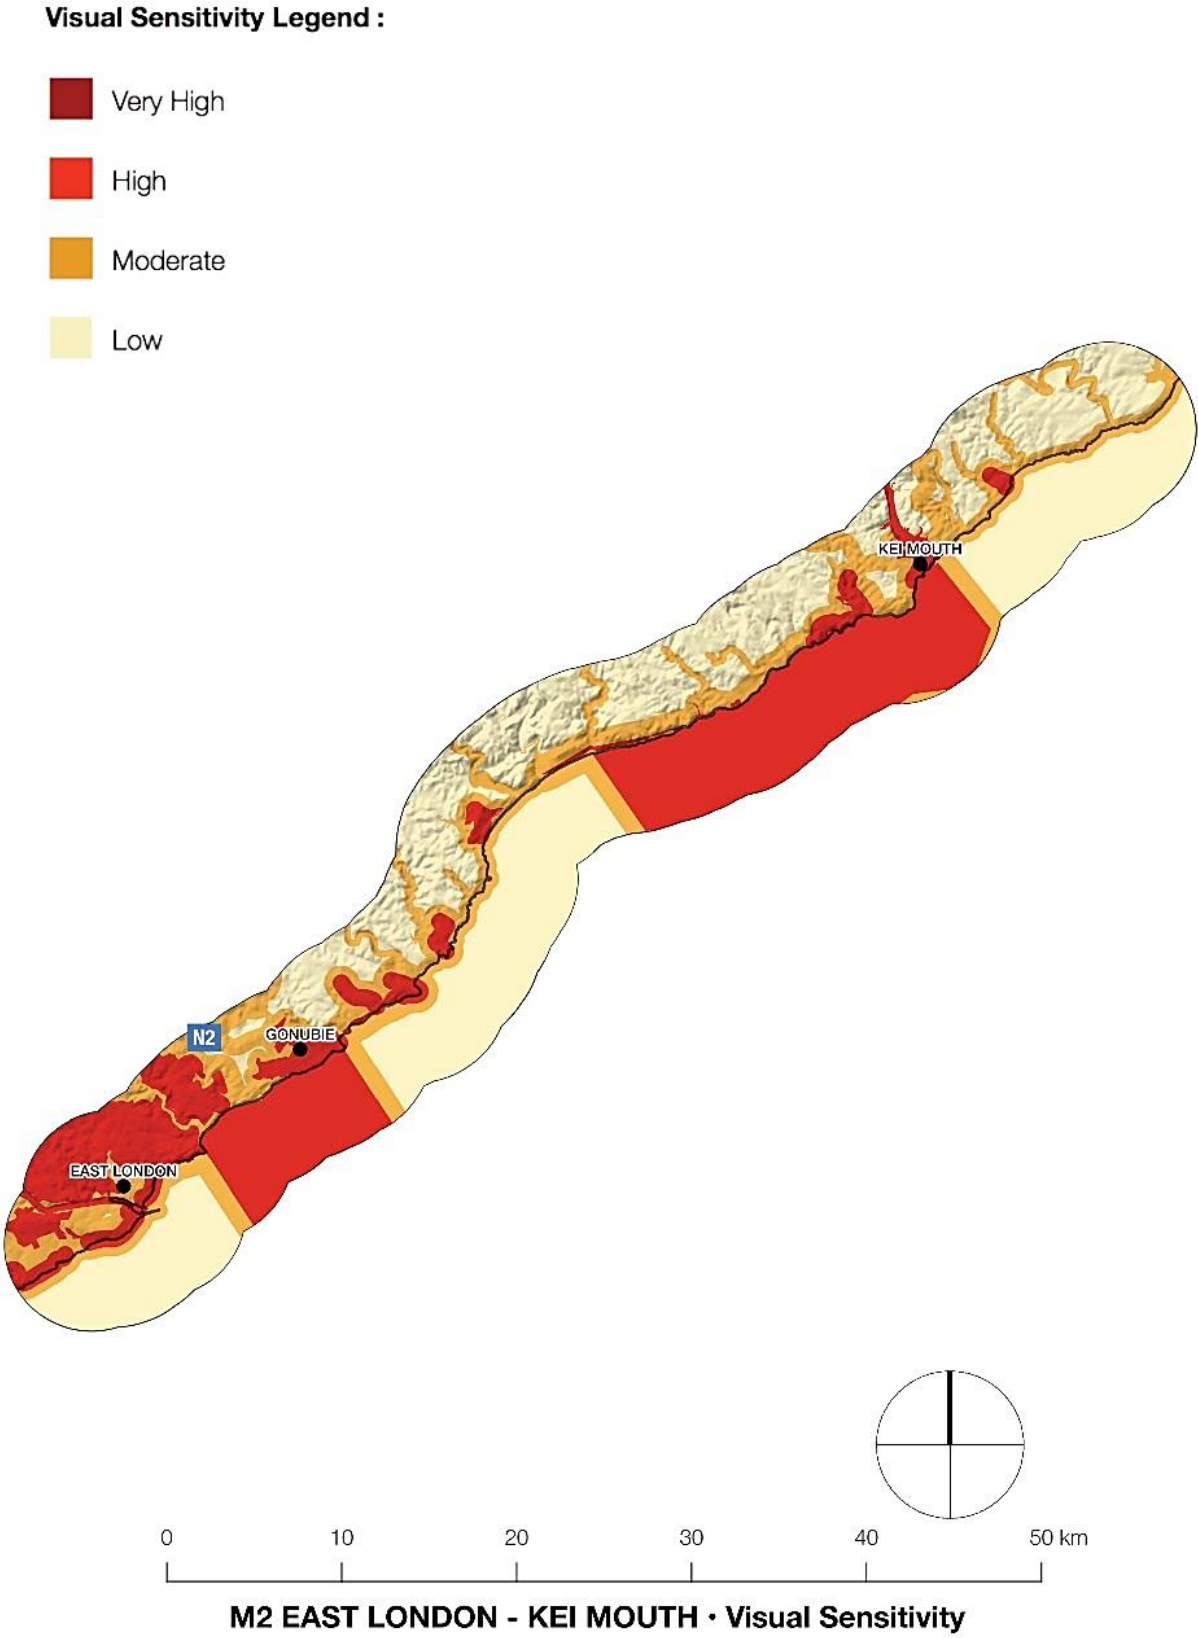 Visual Sensitivity Legend :
Very High
High
Moderate
Low
KEI MOUTH
N2
GONUBIE
EAST LONDON
0 10 20 30 40 50 km
M2 EAST LONDON - KEI MOUTH • Visual Sensitivity